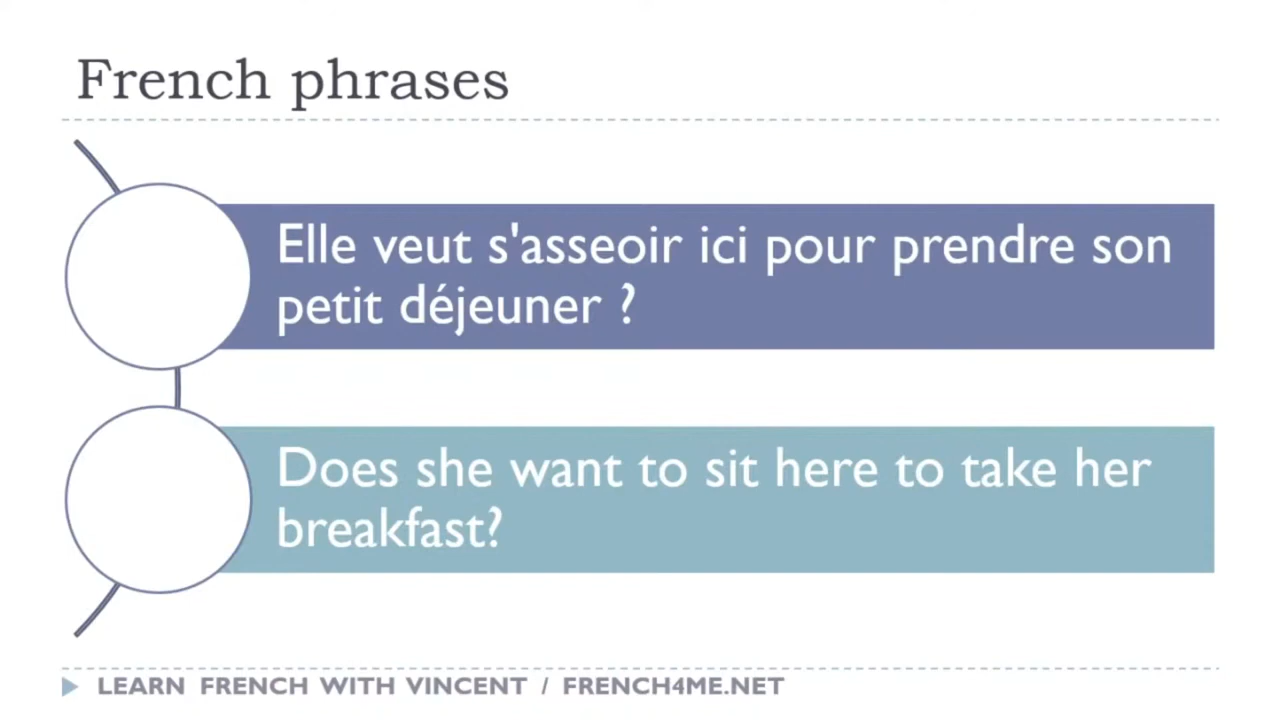 French phrases
Elle veut s'asseoir ici pour prendre son
petit déjeuner ?
Does she want to sit here to take her
breakfast?
LEARN FRENCH WITH VINCENT / FRENCH4ME.NET